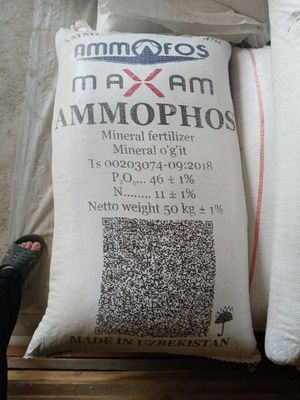 AMMOFOS
MAXAM
AMMOPHOS
Mineral fertilizer
Mineral o'g'it
Ts 00203074-09:2018
P₂O₅..... 46 ± 1%
N........ 11 ± 1%
Netto weight 50 kg ± 1%
MADE IN UZBEKISTAN